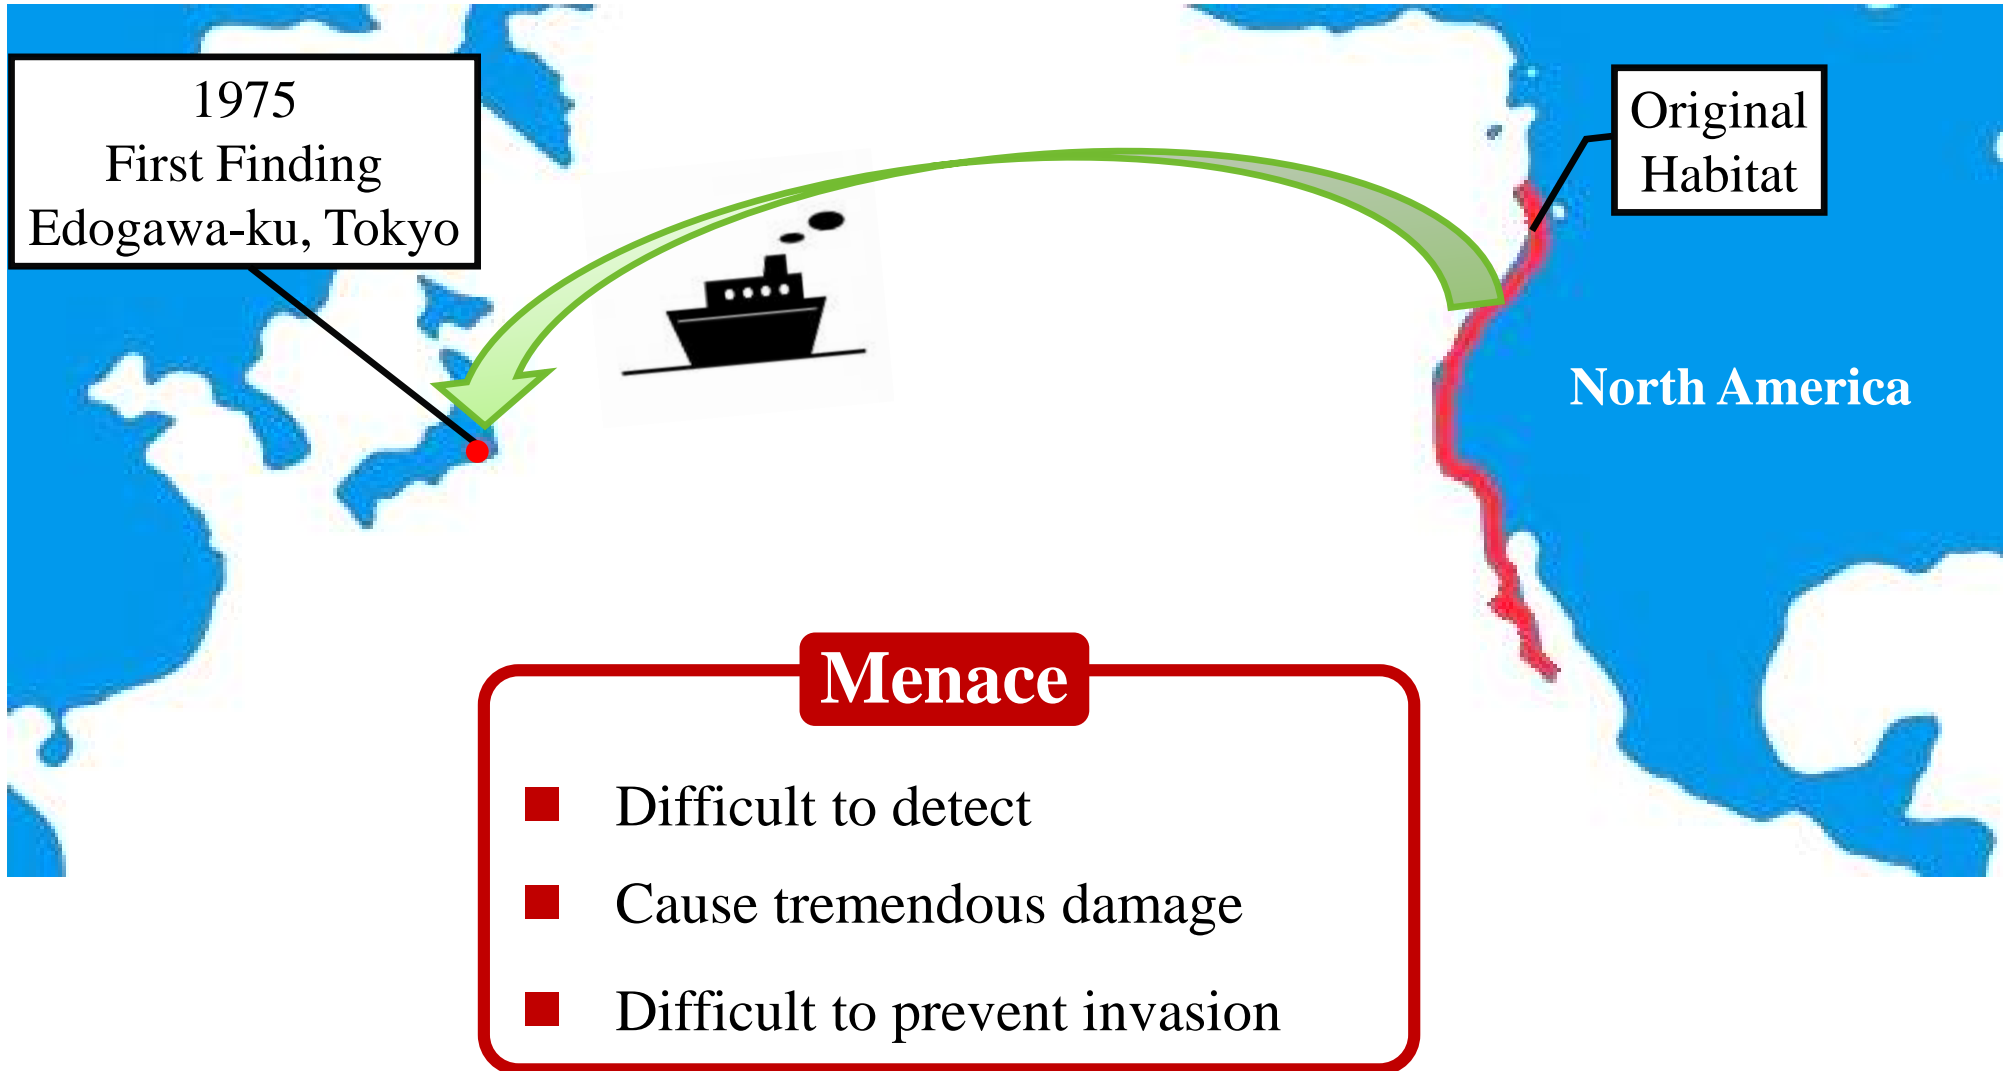 1975
First Finding
Edogawa-ku, Tokyo
Original
Habitat
North America
Menace
Difficult to detect
Cause tremendous damage
Difficult to prevent invasion